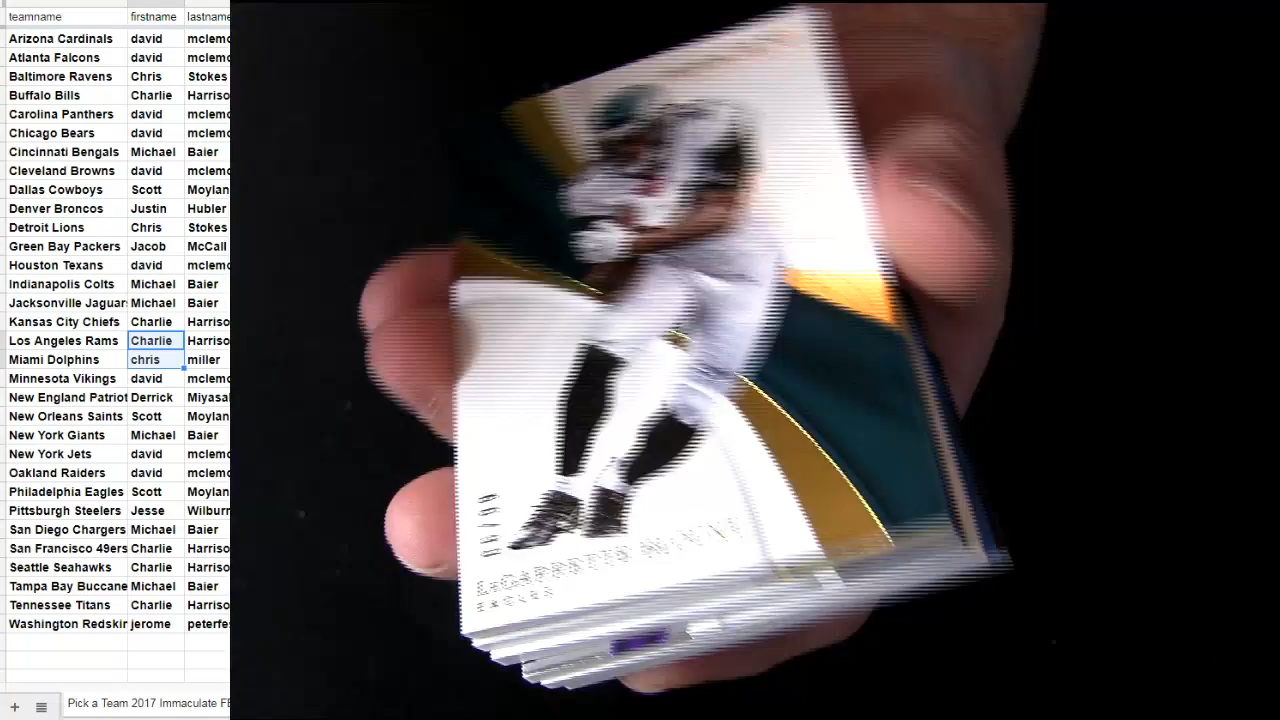 teamname firstname lastname
Arizona Cardinals david mclemo
Atlanta Falcons david mclemo
Baltimore Ravens Chris Stokes
Buffalo Bills Charlie Harriso
Carolina Panthers david mclemo
Chicago Bears david mclemo
Cincinnati Bengals Michael Baier
Cleveland Browns david mclemo
Dallas Cowboys Scott Moylan
Denver Broncos Justin Hubler
Detroit Lions Chris Stokes
Green Bay Packers Jacob McCall
Houston Texans david mclemo
Indianapolis Colts Michael Baier
Jacksonville Jaguars Michael Baier
Kansas City Chiefs Charlie Harriso
Los Angeles Rams Charlie Harriso
Miami Dolphins chris miller
Minnesota Vikings david mclemo
New England Patriot Derrick Miyasa
New Orleans Saints Scott Moylan
New York Giants Michael Baier
New York Jets david mclemo
Oakland Raiders david mclemo
Philadelphia Eagles Scott Moylan
Pittsburgh Steelers Jesse Wilburn
San Diego Chargers Michael Baier
San Francisco 49ers Charlie Harriso
Seattle Seahawks Charlie Harriso
Tampa Bay Buccane Michael Baier
Tennessee Titans Charlie Harriso
Washington Redskir jerome peterfes
Pick a Team 2017 Immaculate FB
EAGLES